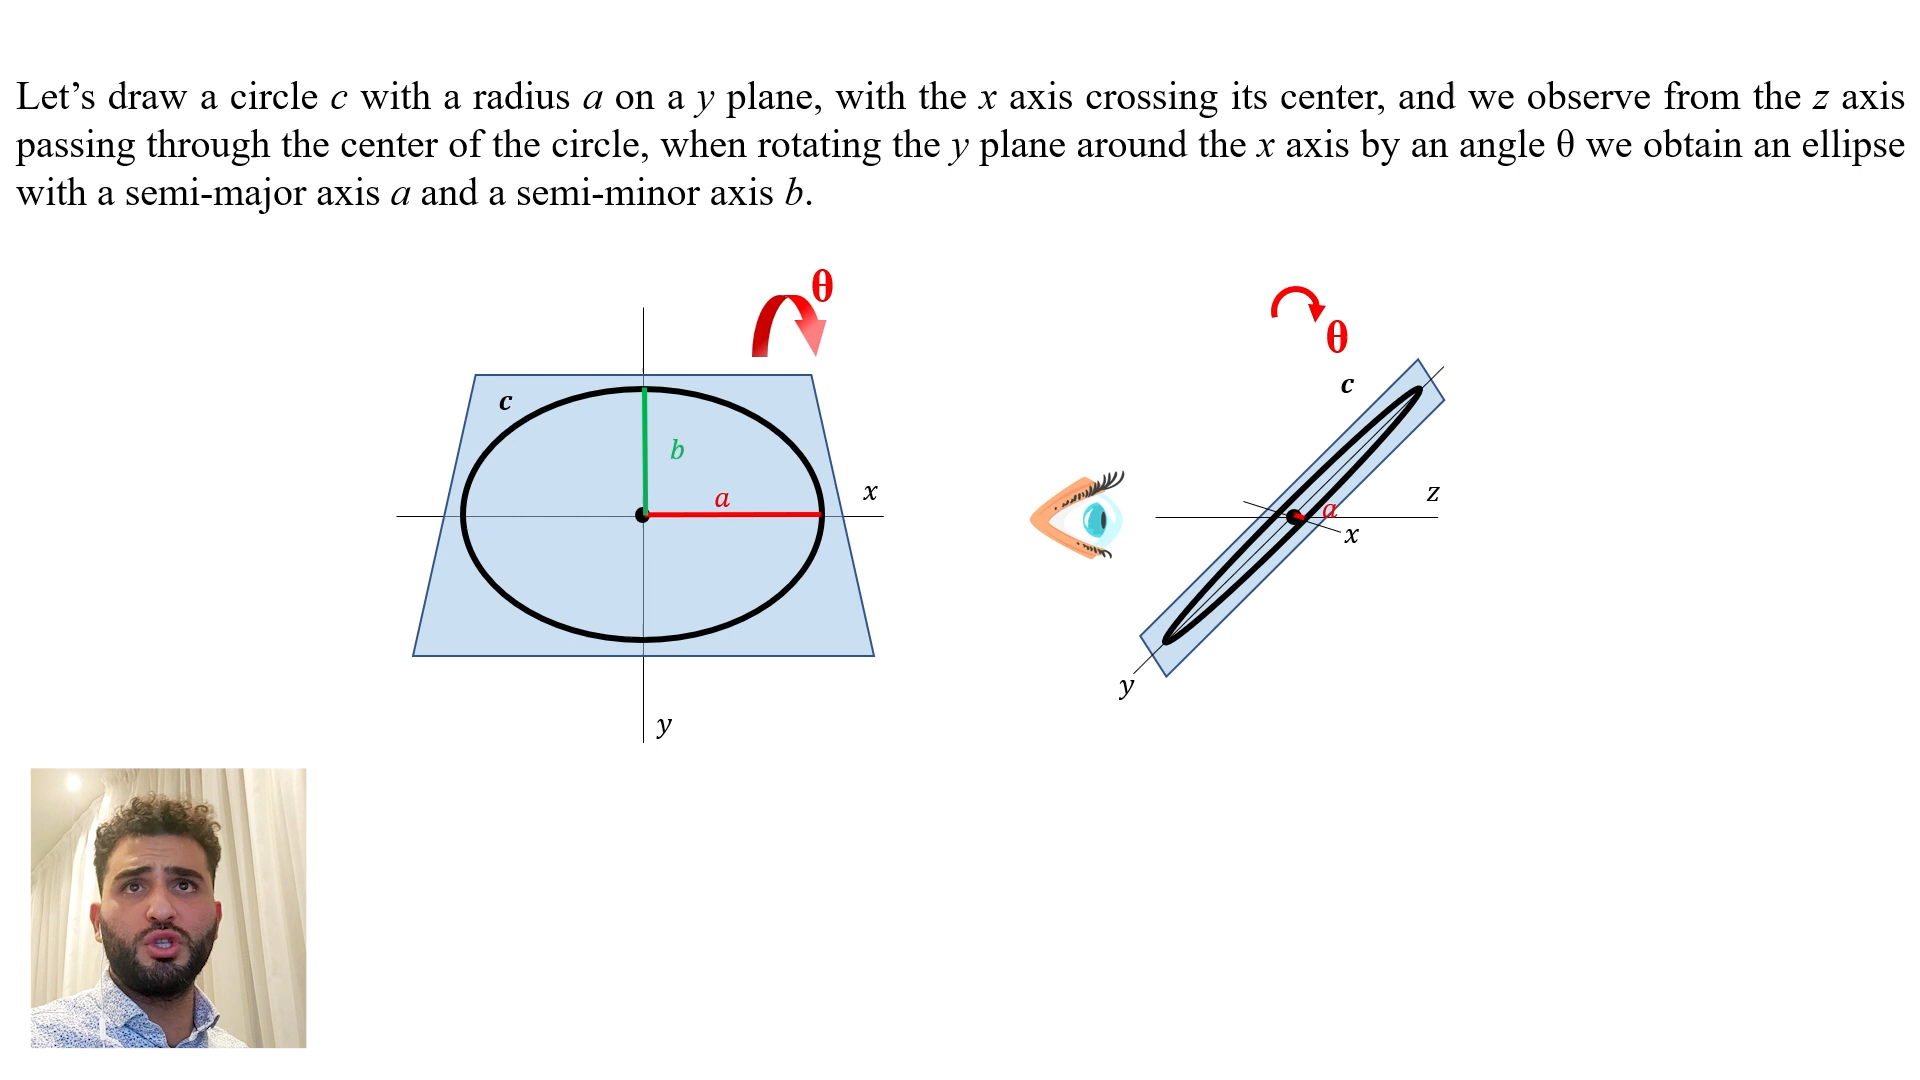 Let’s draw a circle c with a radius a on a y plane, with the x axis crossing its center, and we observe from the z axis
passing through the center of the circle, when rotating the y plane around the x axis by an angle θ we obtain an ellipse
with a semi-major axis a and a semi-minor axis b.
θ
θ
c
c
b
a
x
z
a
x
y
y